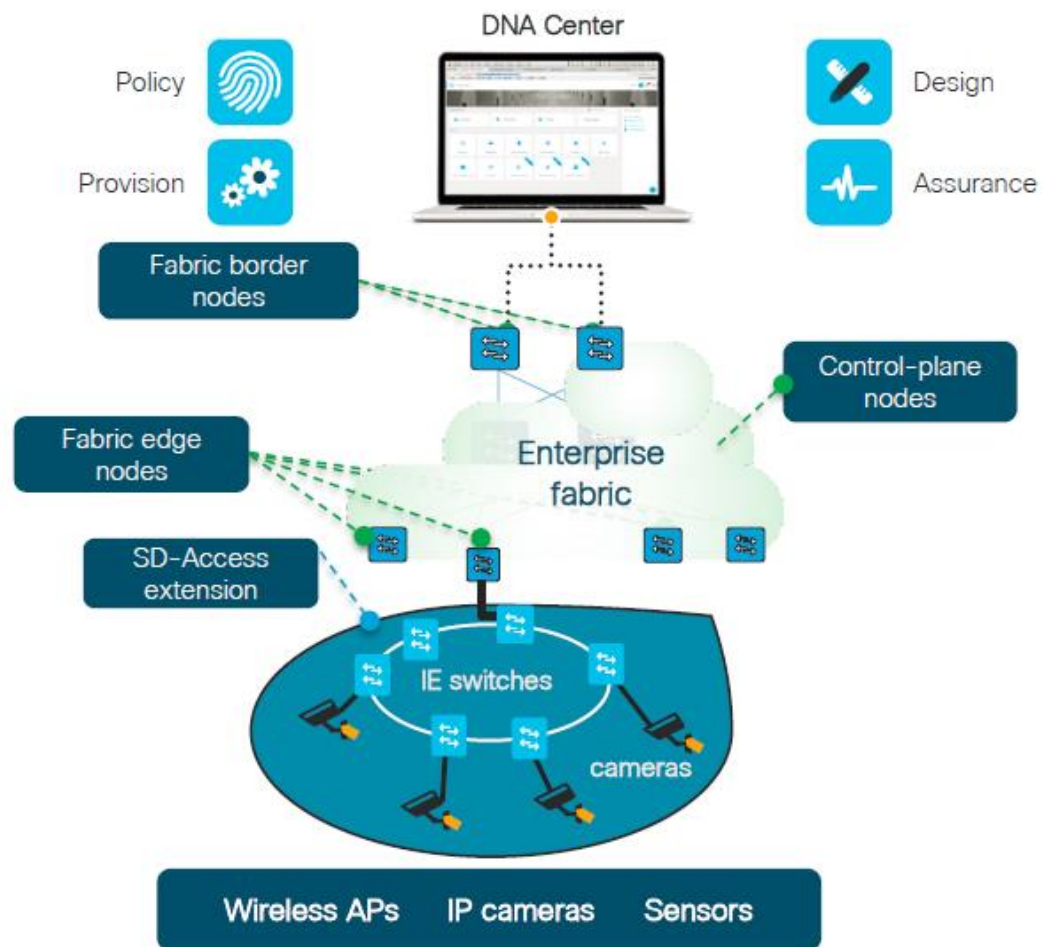 DNA Center
Policy
Design
Provision
Assurance
Fabric border
nodes
Control-plane
nodes
Fabric edge
nodes
Enterprise
fabric
SD-Access
extension
IE switches
cameras
Wireless APs IP cameras Sensors